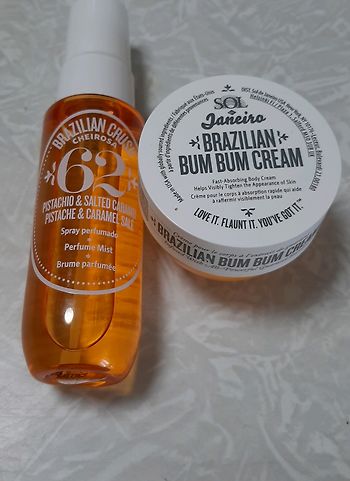 BRAZILIAN CRUSH
CHEIROSA
62
PISTACHIO & SALTED CARAMEL
PISTACHE & CARAMEL SALÉ
Spray perfumado
Perfume Mist
Brume parfumée
SOL
de
Janeiro
BRAZILIAN
BUM BUM CREAM
Fast-Absorbing Body Cream
Helps Visibly Tighten the Appearance of Skin
Crème pour le corps à absorption rapide qui aide
à raffermir visiblement la peau
LOVE IT. FLAUNT IT. YOU'VE GOT IT.™
BRAZILIAN BUM BUM CREAM